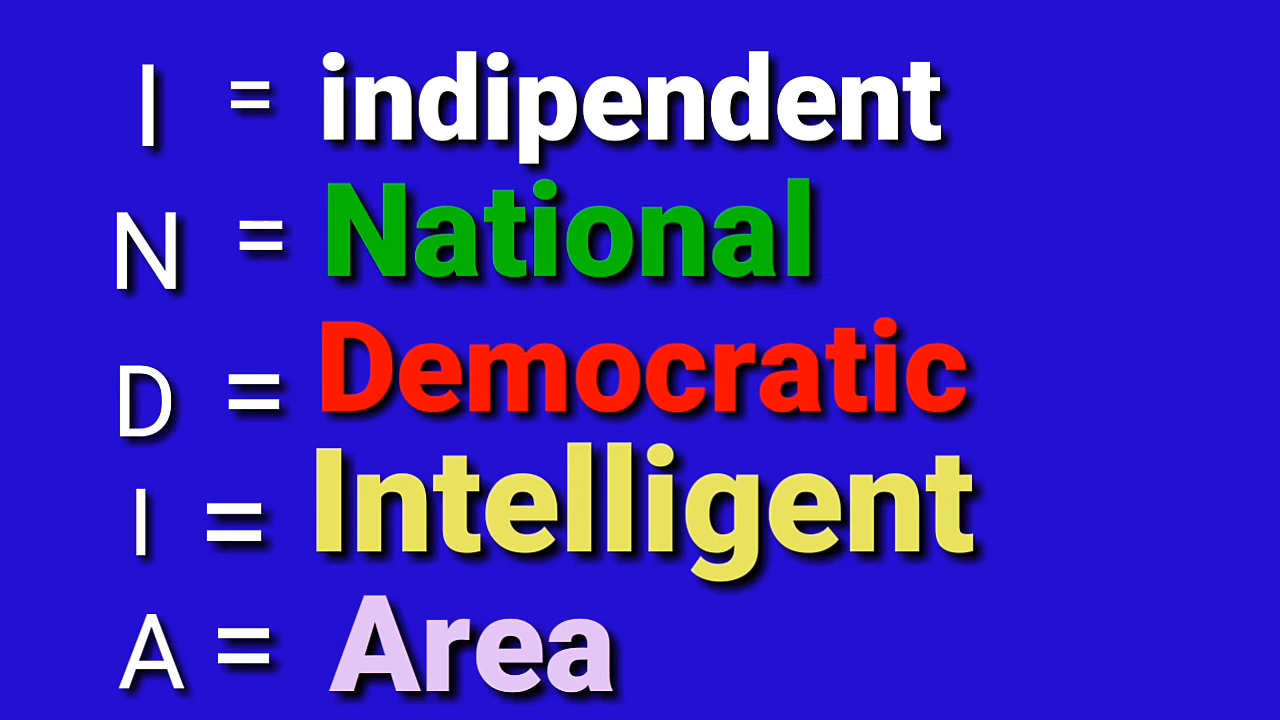 I = indipendent
N = National
D = Democratic
I = Intelligent
A = Area